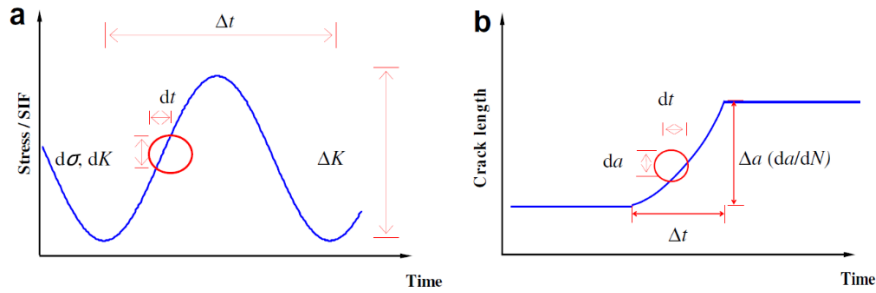 a
Δt
dt
dσ, dK
ΔK
Stress / SIF
Time
b
dt
da
Δa (da/dN)
Δt
Crack length
Time